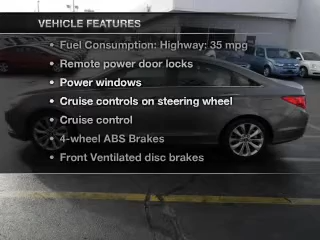 VEHICLE FEATURES
• Fuel Consumption: Highway: 35 mpg
• Remote power door locks
• Power windows
• Cruise controls on steering wheel
• Cruise control
• 4-wheel ABS Brakes
• Front Ventilated disc brakes